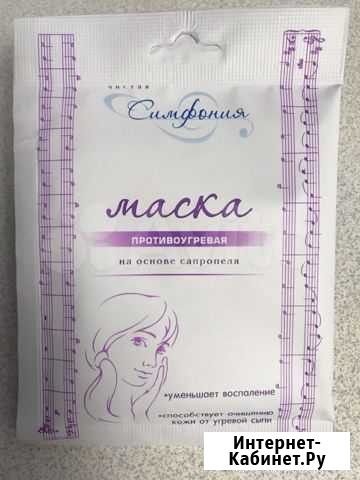 чистая
Симфония
маска
ПРОТИВОУГРЕВАЯ
на основе сапропеля
•уменьшает воспаление
•способствует очищению
кожи от угревой сыпи
Интернет-
Кабинет.Ру